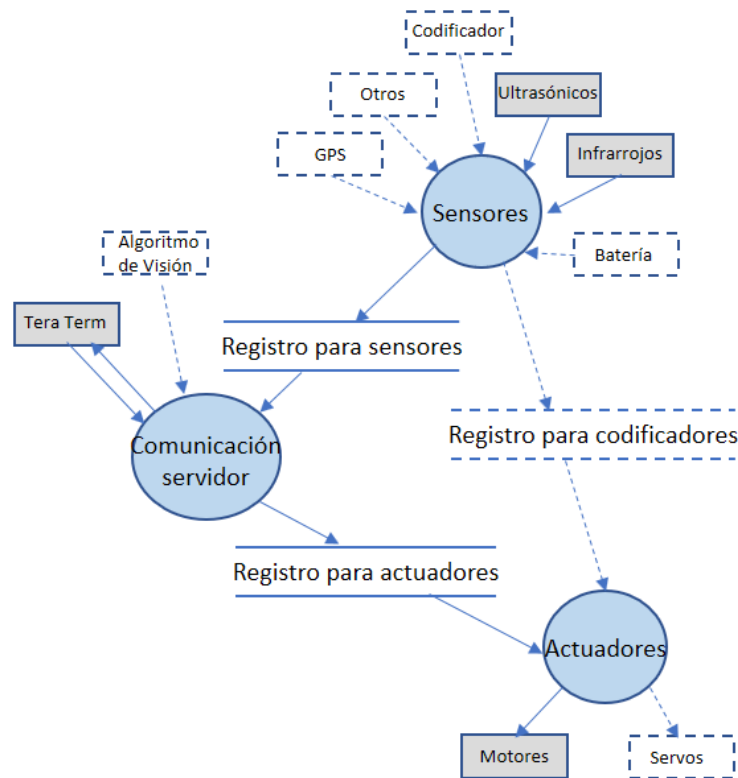 Codificador
Otros
Ultrasónicos
GPS
Infrarrojos
Sensores
Algoritmo
de Visión
Batería
Tera Term
Registro para sensores
Registro para codificadores
Comunicación
servidor
Registro para actuadores
Actuadores
Motores
Servos